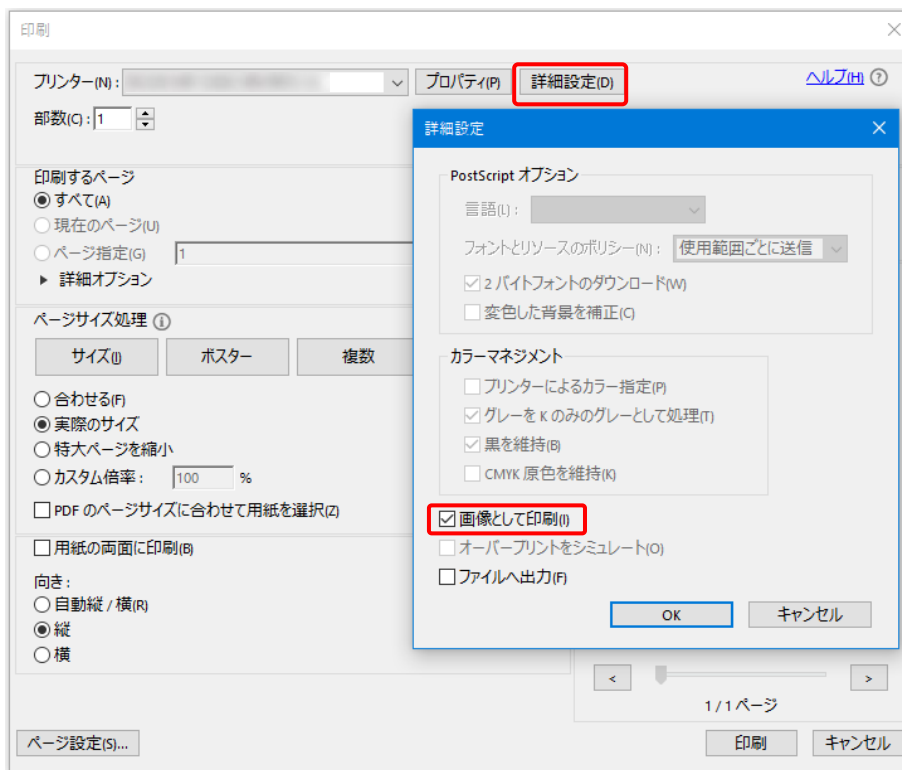 印刷
プリンター(N) :
プロパティ(P)
詳細設定(D)
ヘルプ(H)
部数(C) : 1
印刷するページ
すべて(A)
現在のページ(U)
ページ指定(G) 1
詳細オプション
ページサイズ処理
サイズ(I) ポスター 複数
合わせる(F)
実際のサイズ
特大ページを縮小
カスタム倍率 : 100 %
PDF のページサイズに合わせて用紙を選択(Z)
用紙の両面に印刷(B)
向き :
自動縦 / 横(R)
縦
横
詳細設定
PostScript オプション
言語(L) :
フォントとリソースのポリシー(N) : 使用範囲ごとに送信
2 バイトフォントのダウンロード(W)
変色した背景を補正(C)
カラーマネジメント
プリンターによるカラー指定(P)
グレーを K のみのグレーとして処理(T)
黒を維持(B)
CMYK 原色を維持(K)
画像として印刷(I)
オーバープリントをシミュレート(O)
ファイルへ出力(F)
OK キャンセル
< >
1 / 1 ページ
ページ設定(S)...
印刷 キャンセル